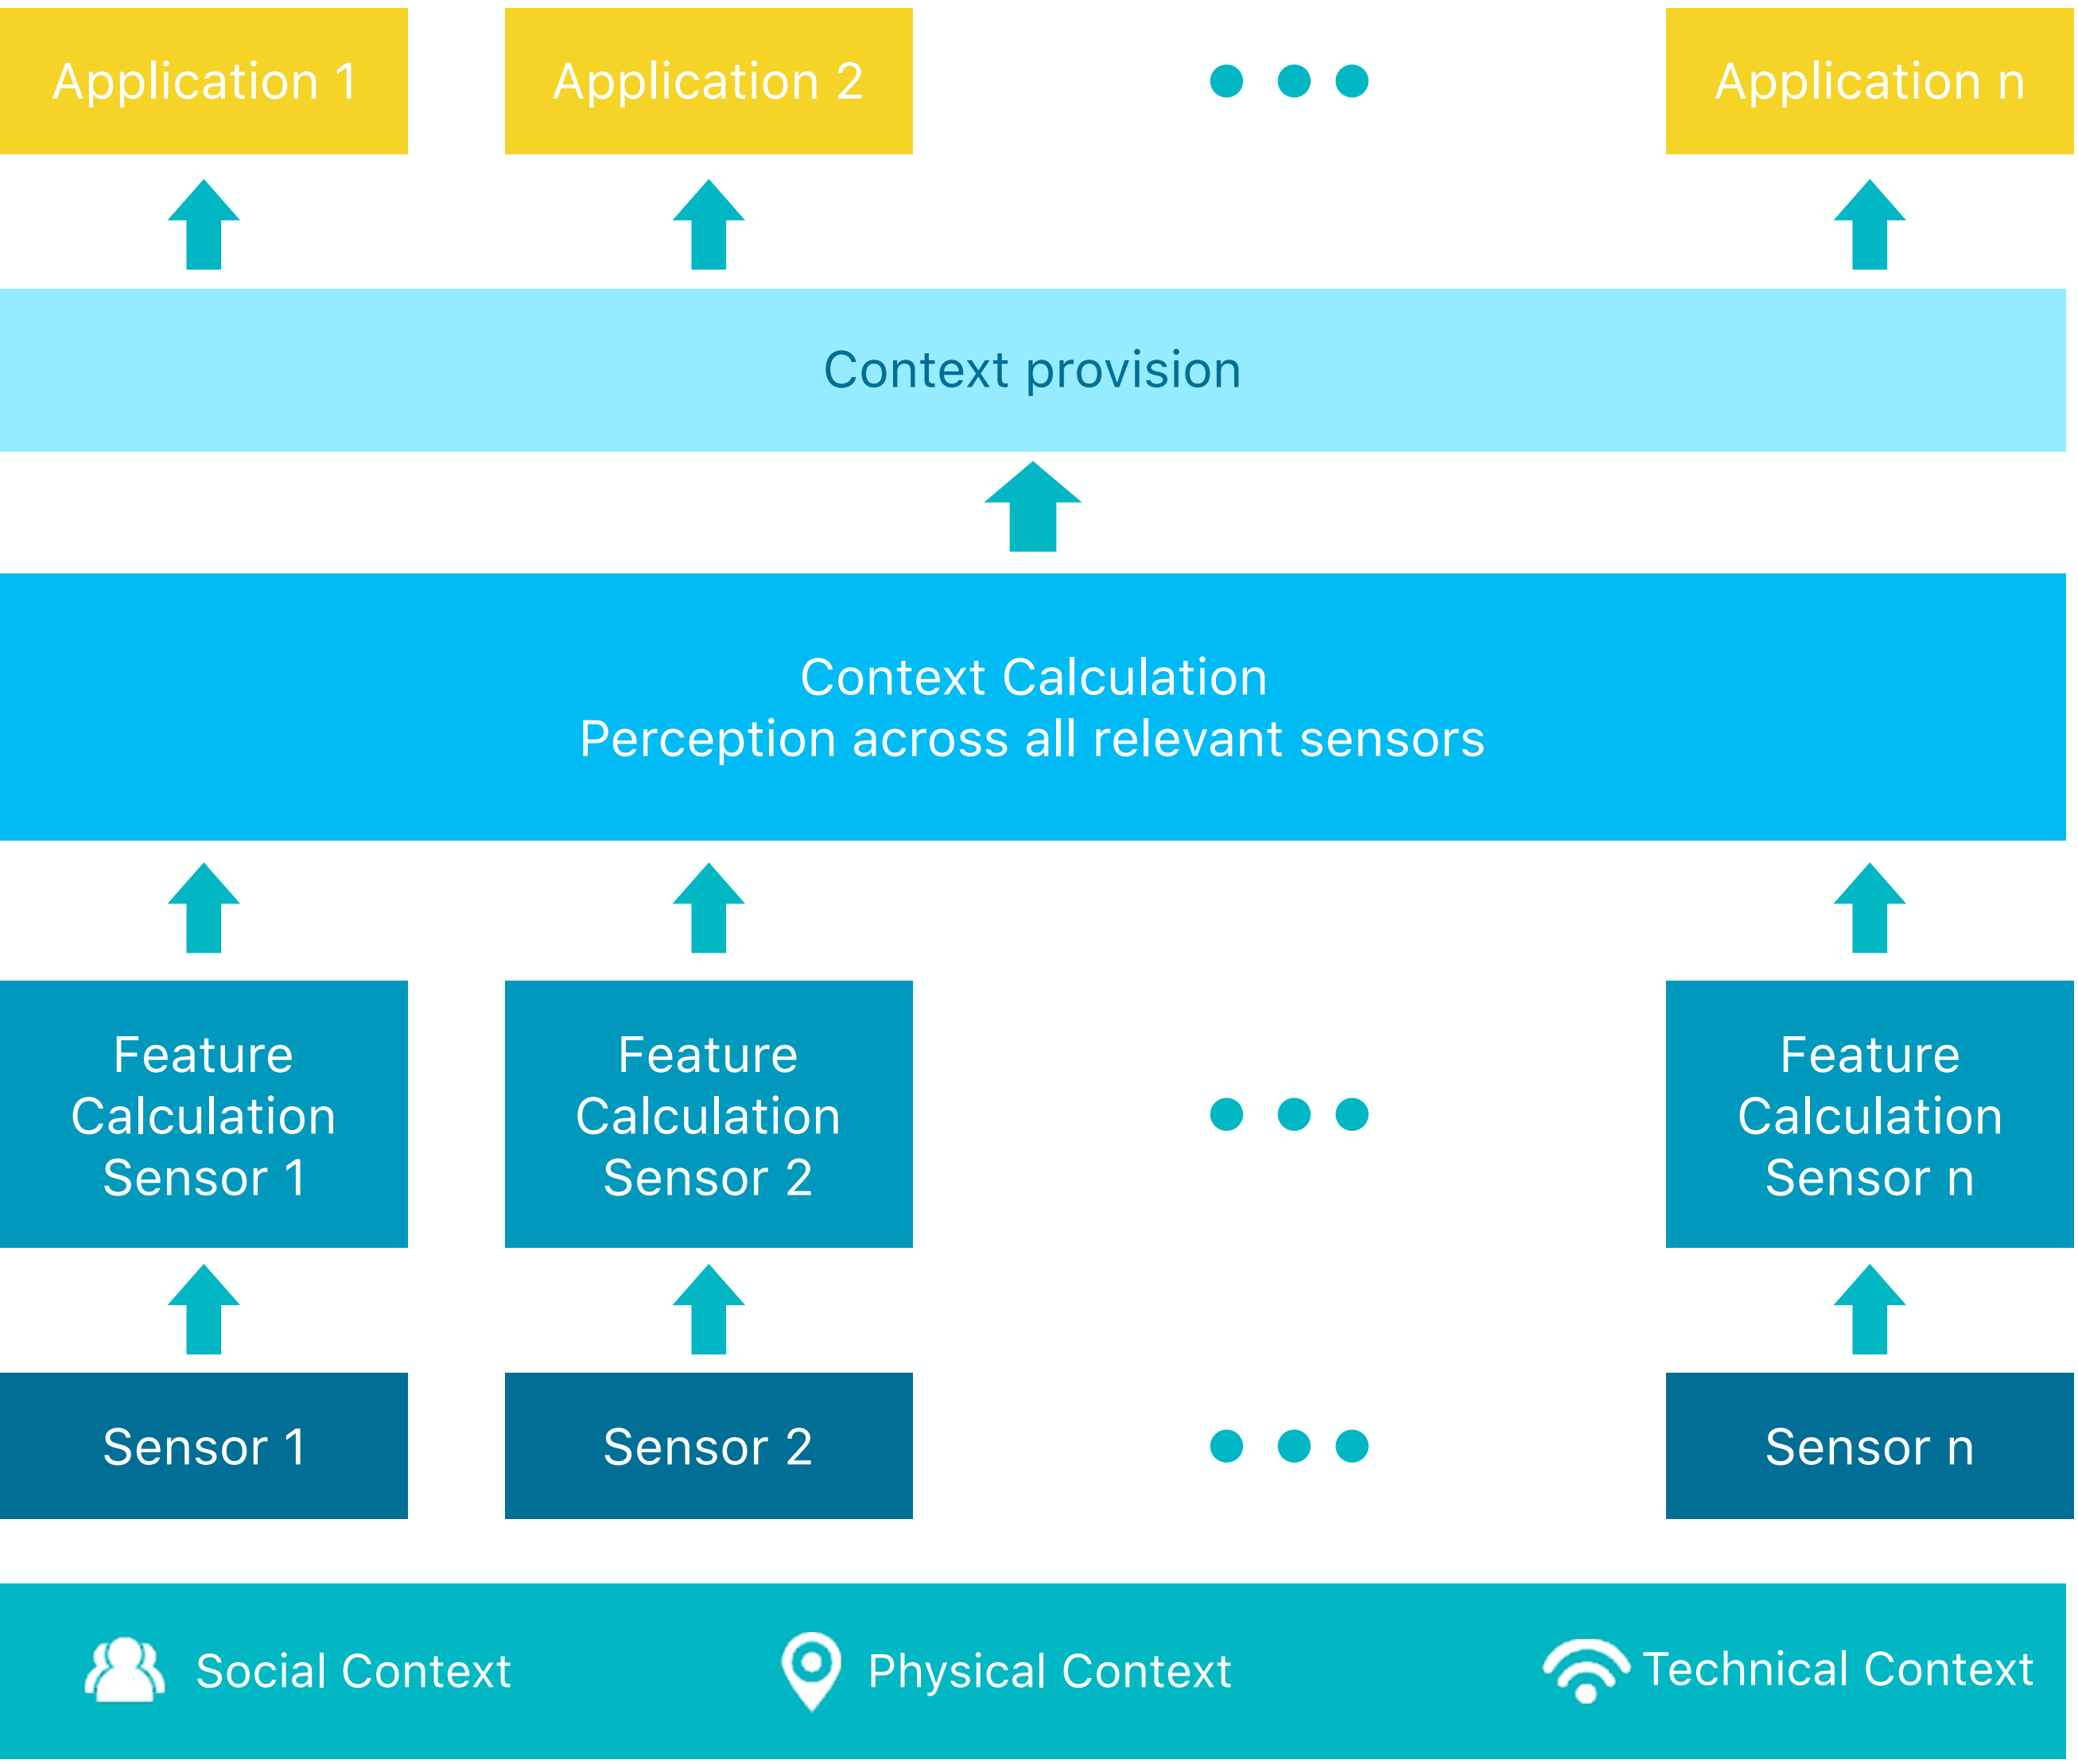 Application 1
Application 2
Application n
Context provision
Context Calculation
Perception across all relevant sensors
Feature
Calculation
Sensor 1
Feature
Calculation
Sensor 2
Feature
Calculation
Sensor n
Sensor 1
Sensor 2
Sensor n
Social Context
Physical Context
Technical Context